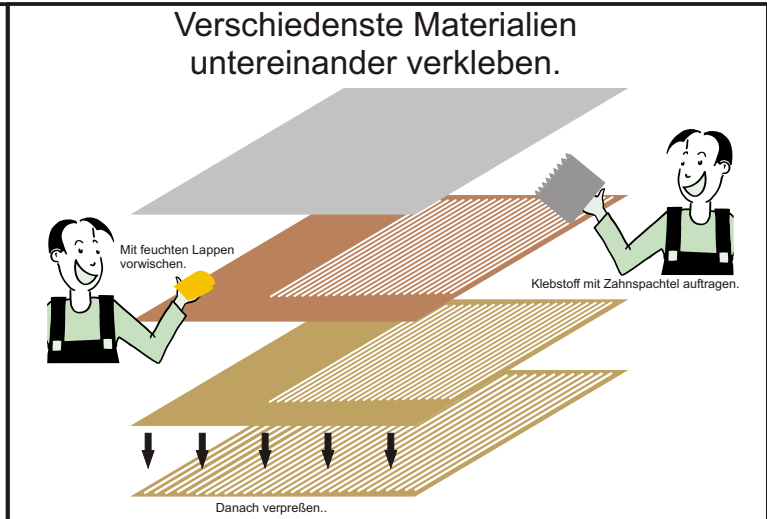 Verschiedenste Materialien
untereinander verkleben.
Mit feuchten Lappen
vorwischen.
Klebstoff mit Zahnspachtel auftragen.
Danach verpreßen..